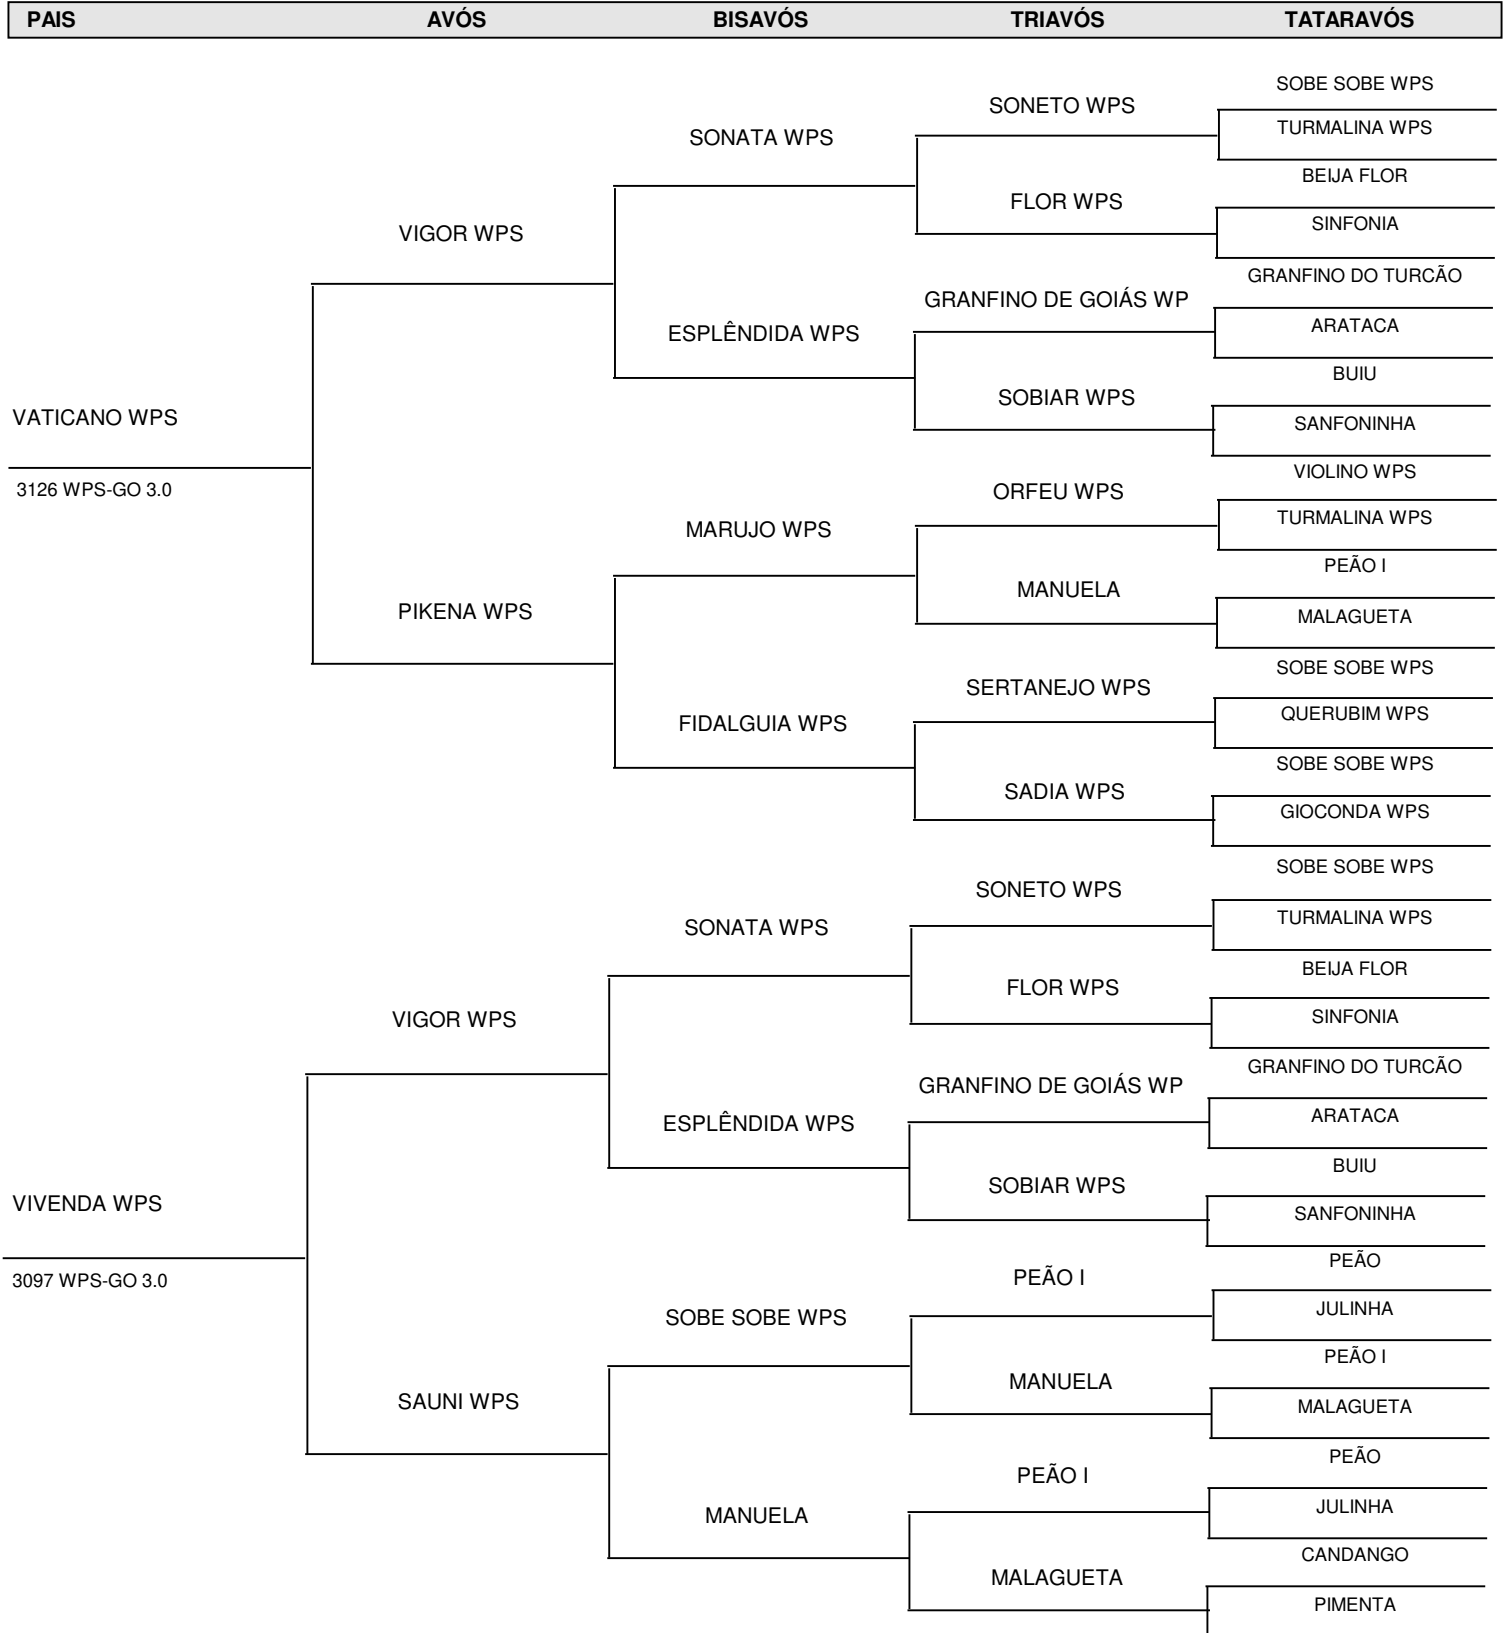 PAIS AVÓS BISAVÓS TRIAVÓS TATARAVÓS
SOBE SOBE WPS
SONETO WPS
TURMALINA WPS
SONATA WPS
BEIJA FLOR
FLOR WPS
SINFONIA
VIGOR WPS
GRANFINO DO TURCÃO
GRANFINO DE GOIÁS WP
ARATACA
ESPLÊNDIDA WPS
BUIU
SOBIAR WPS
SANFONINHA
VATICANO WPS
VIOLINO WPS
3126 WPS-GO 3.0
ORFEU WPS
TURMALINA WPS
MARUJO WPS
PEÃO I
MANUELA
MALAGUETA
PIKENA WPS
SOBE SOBE WPS
SERTANEJO WPS
QUERUBIM WPS
FIDALGUIA WPS
SOBE SOBE WPS
SADIA WPS
GIOCONDA WPS
SOBE SOBE WPS
SONETO WPS
TURMALINA WPS
SONATA WPS
BEIJA FLOR
FLOR WPS
SINFONIA
VIGOR WPS
GRANFINO DO TURCÃO
GRANFINO DE GOIÁS WP
ARATACA
ESPLÊNDIDA WPS
BUIU
SOBIAR WPS
VIVENDA WPS
SANFONINHA
PEÃO
3097 WPS-GO 3.0
PEÃO I
JULINHA
SOBE SOBE WPS
PEÃO I
MANUELA
SAUNI WPS
MALAGUETA
PEÃO
PEÃO I
JULINHA
MANUELA
CANDANGO
MALAGUETA
PIMENTA